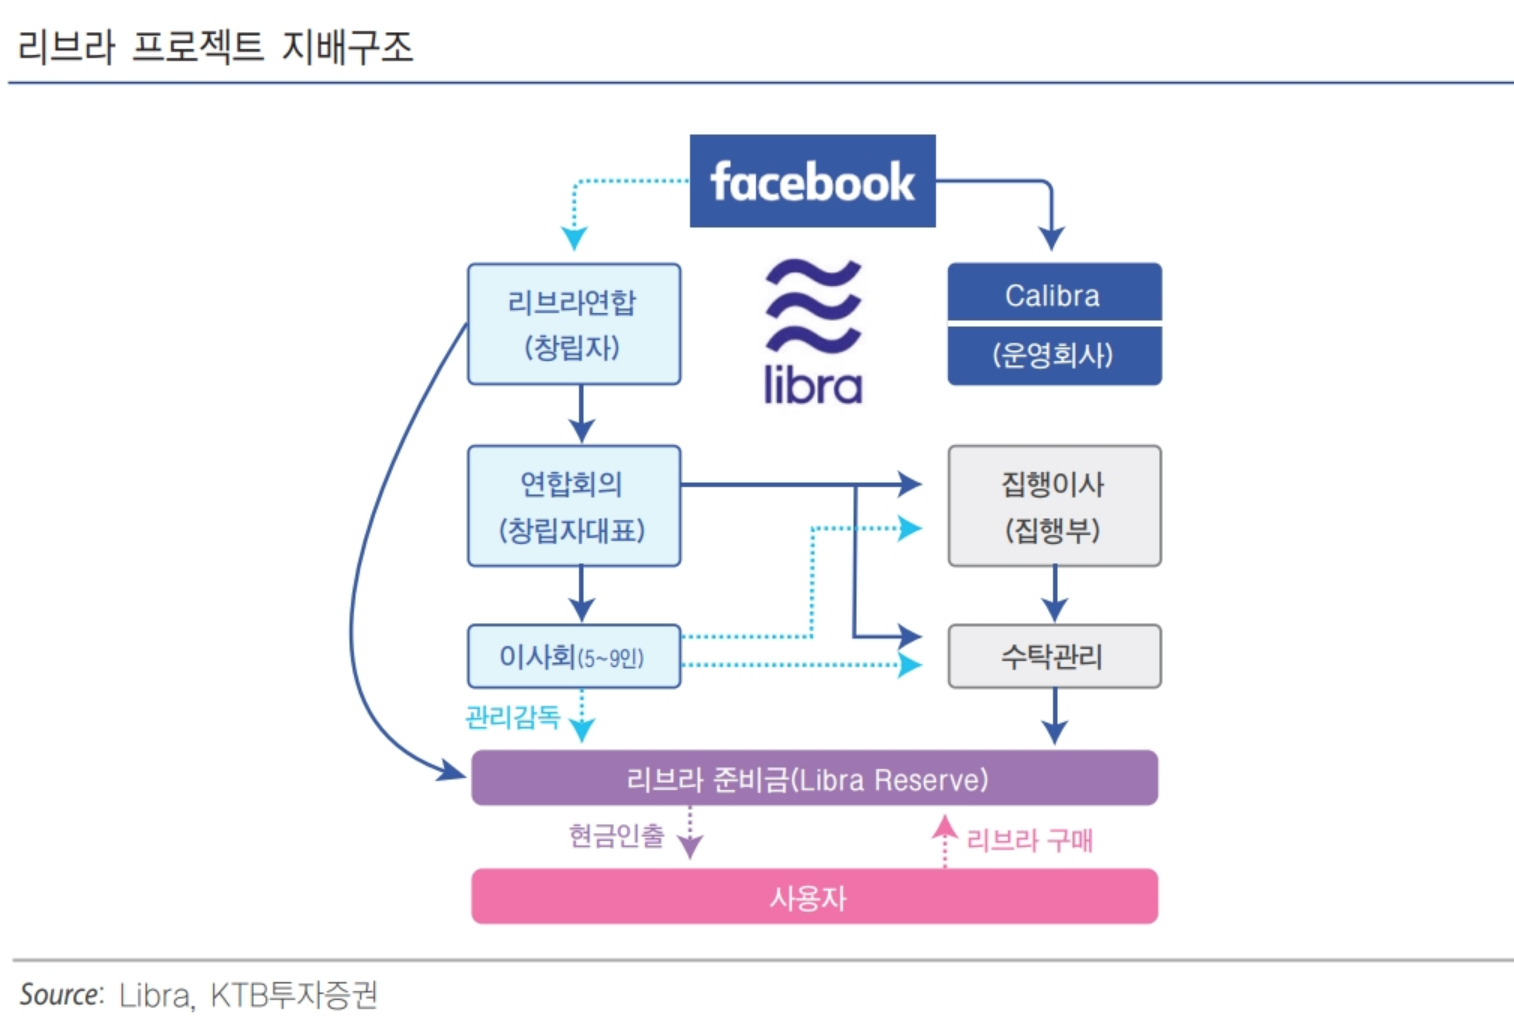 리브라 프로젝트 지배구조
facebook
리브라연합
(창립자)
libra
Calibra
(운영회사)
연합회의
(창립자대표)
집행이사
(집행부)
이사회(5~9인)
수탁관리
관리감독
리브라 준비금(Libra Reserve)
현금인출
리브라 구매
사용자
Source: Libra, KTB투자증권